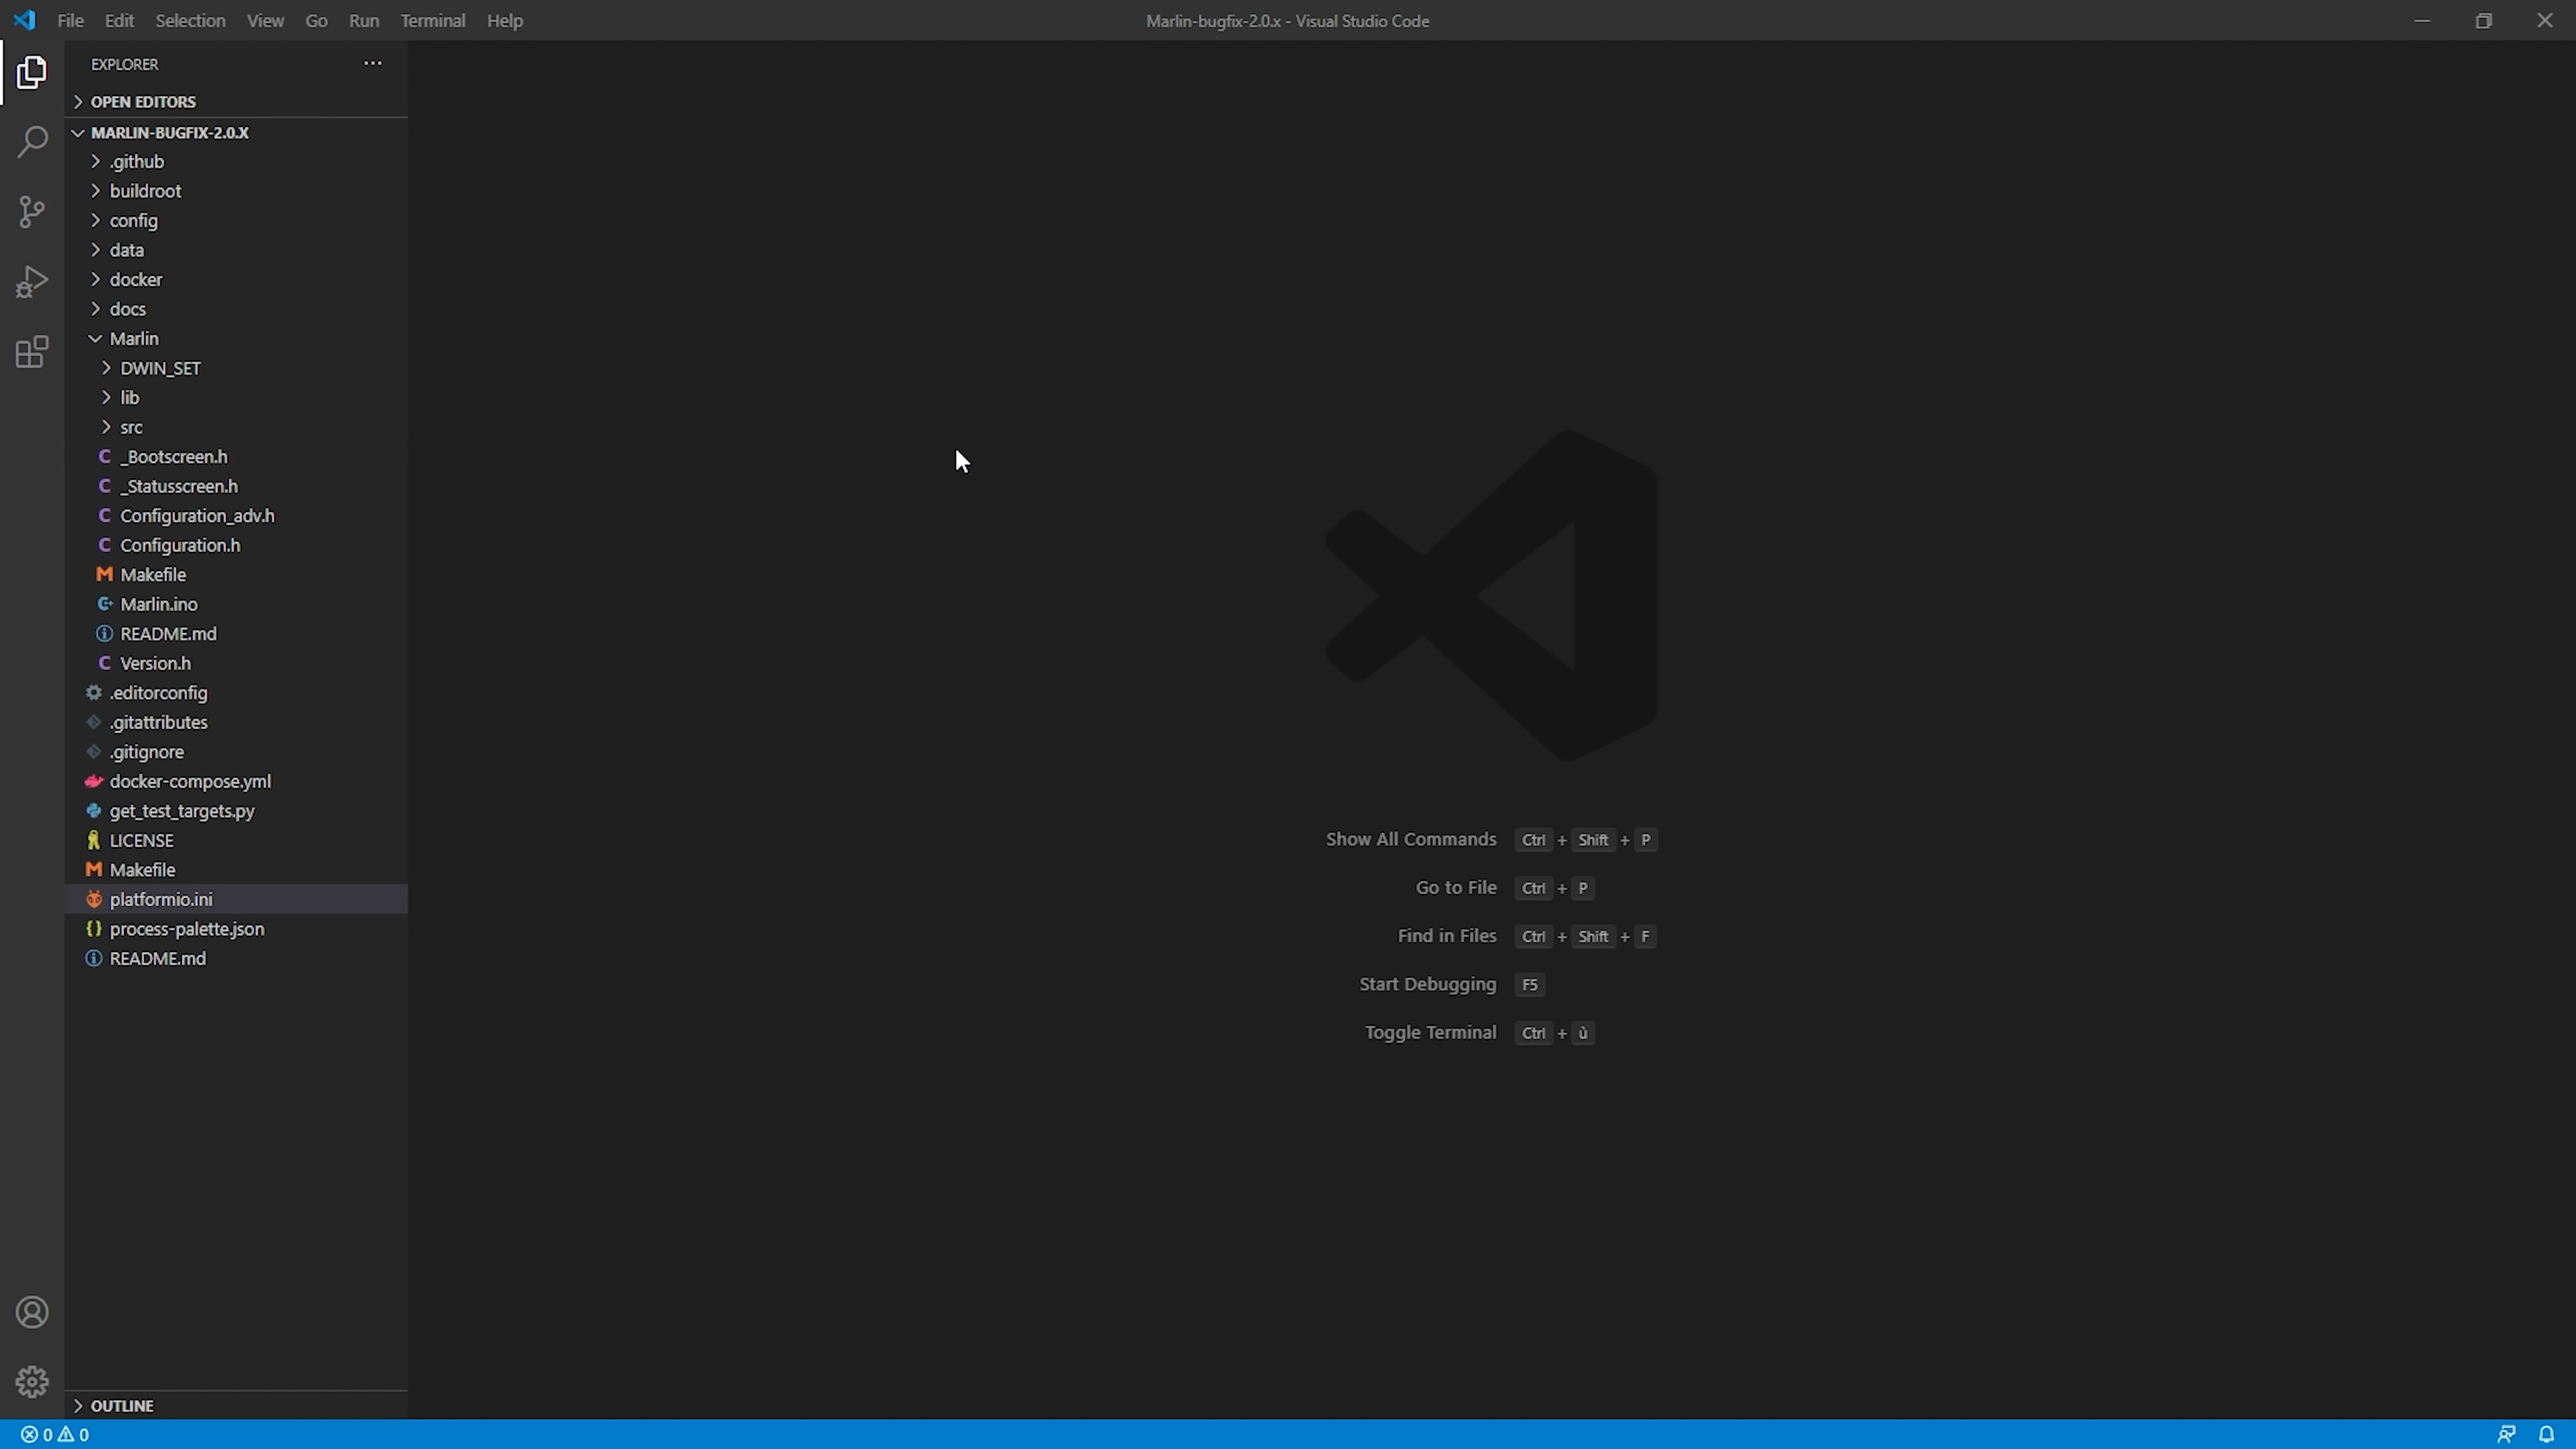 File Edit Selection View Go Run Terminal Help
Marlin-bugfix-2.0.x - Visual Studio Code
EXPLORER
OPEN EDITORS
MARLIN-BUGFIX-2.0.X
.github
buildroot
config
data
docker
docs
Marlin
DWIN_SET
lib
src
_Bootscreen.h
_Statusscreen.h
Configuration_adv.h
Configuration.h
Makefile
Marlin.ino
README.md
Version.h
.editorconfig
.gitattributes
.gitignore
docker-compose.yml
get_test_targets.py
LICENSE
Makefile
platformio.ini
process-palette.json
README.md
Show All Commands Ctrl + Shift + P
Go to File Ctrl + P
Find in Files Ctrl + Shift + F
Start Debugging F5
Toggle Terminal Ctrl + ù
OUTLINE
0 0